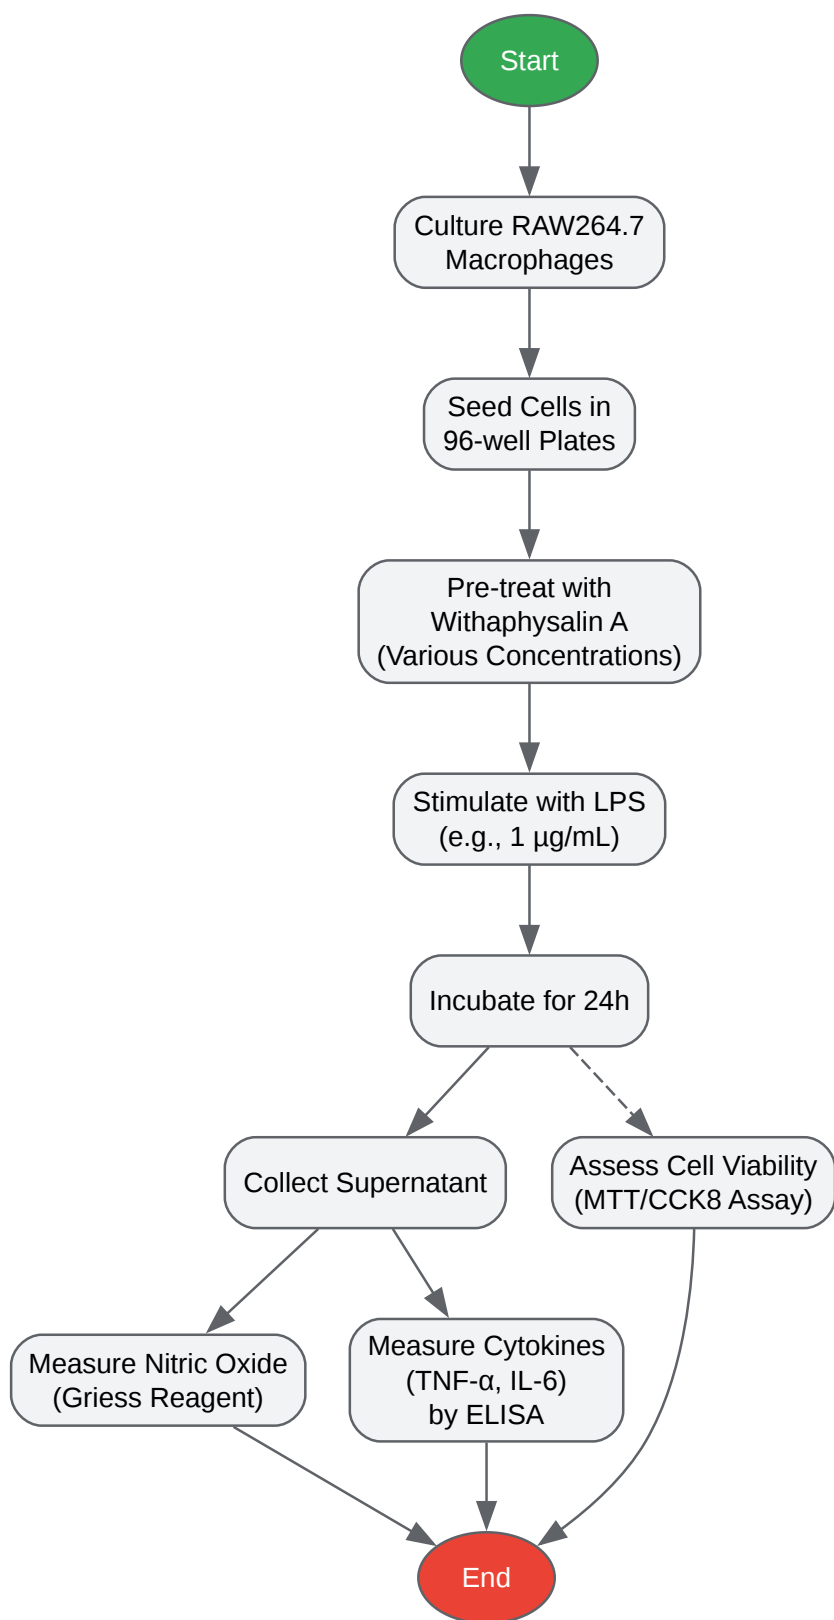 Start
Culture RAW264.7
Macrophages
Seed Cells in
96-well Plates
Pre-treat with
Withaphysalin A
(Various Concentrations)
Stimulate with LPS
(e.g., 1 µg/mL)
Incubate for 24h
Collect Supernatant
Assess Cell Viability
(MTT/CCK8 Assay)
Measure Nitric Oxide
(Griess Reagent)
Measure Cytokines
(TNF-α, IL-6)
by ELISA
End